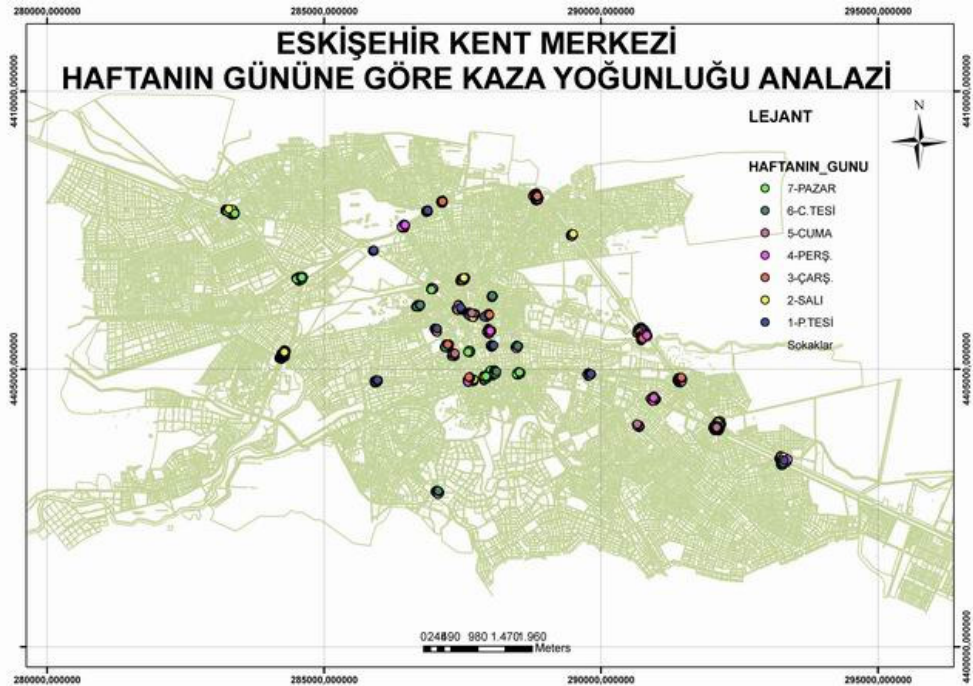 280000,000000 285000,000000 290000,000000 295000,000000
ESKİŞEHİR KENT MERKEZİ
HAFTANIN GÜNÜNE GÖRE KAZA YOĞUNLUĞU ANALAZİ
4410000,000000 4410000,000000
LEJANT
N
HAFTANIN_GUNU
7-PAZAR
6-C.TESİ
5-CUMA
4-PERŞ.
3-ÇARŞ.
2-SALI
1-P.TESİ
Sokaklar
4405000,000000 4405000,000000
980 1.470 1.960
Meters
4400000,000000
280000,000000 285000,000000 290000,000000 295000,000000